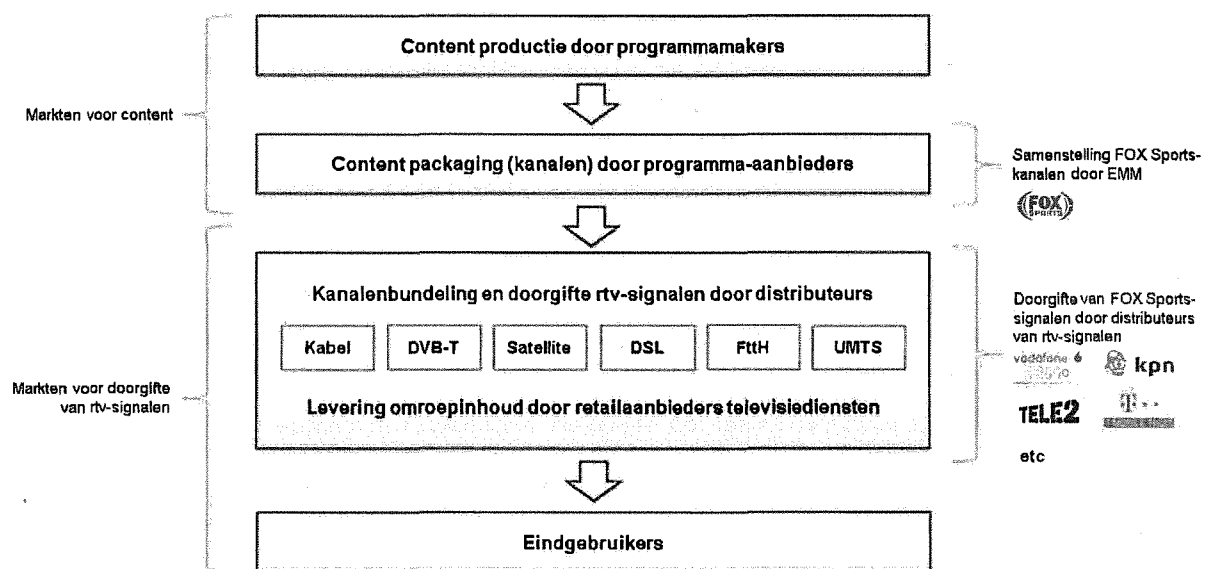 Content productie door programmamakers
Markten voor content
Content packaging (kanalen) door programma-aanbieders
Samenstelling FOX Sports-
kanalen door EMM
FOX
SPORTS
Kanalenbundeling en doorgifte rtv-signalen door distributeurs
Kabel
DVB-T
Satellite
DSL
FttH
UMTS
Levering omroepinhoud door retailaanbieders televisiediensten
Markten voor doorgifte
van rtv-signalen
Doorgifte van FOX Sports-
signalen door distributeurs
van rtv-signalen
vodafone
kpn
TELE2
T
etc
Eindgebruikers